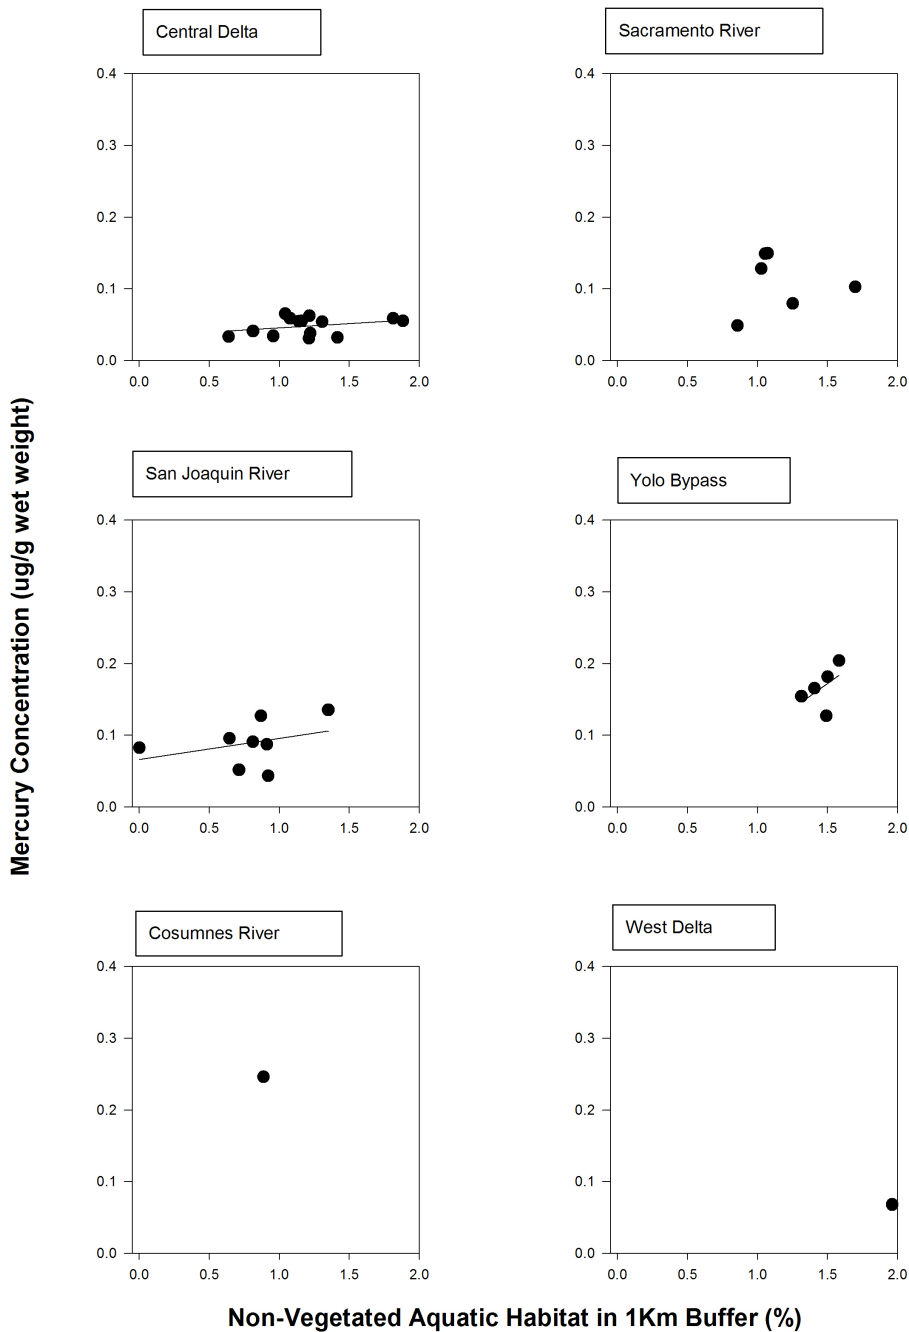 Central Delta
Sacramento River
0.4
0.3
0.2
0.1
0.0
0.0 0.5 1.0 1.5 2.0
0.4
0.3
0.2
0.1
0.0
0.0 0.5 1.0 1.5 2.0
San Joaquin River
Yolo Bypass
0.4
0.3
0.2
0.1
0.0
0.0 0.5 1.0 1.5 2.0
0.4
0.3
0.2
0.1
0.0
0.0 0.5 1.0 1.5 2.0
Mercury Concentration (ug/g wet weight)
Cosumnes River
West Delta
0.4
0.3
0.2
0.1
0.0
0.0 0.5 1.0 1.5 2.0
0.4
0.3
0.2
0.1
0.0
0.0 0.5 1.0 1.5 2.0
Non-Vegetated Aquatic Habitat in 1Km Buffer (%)